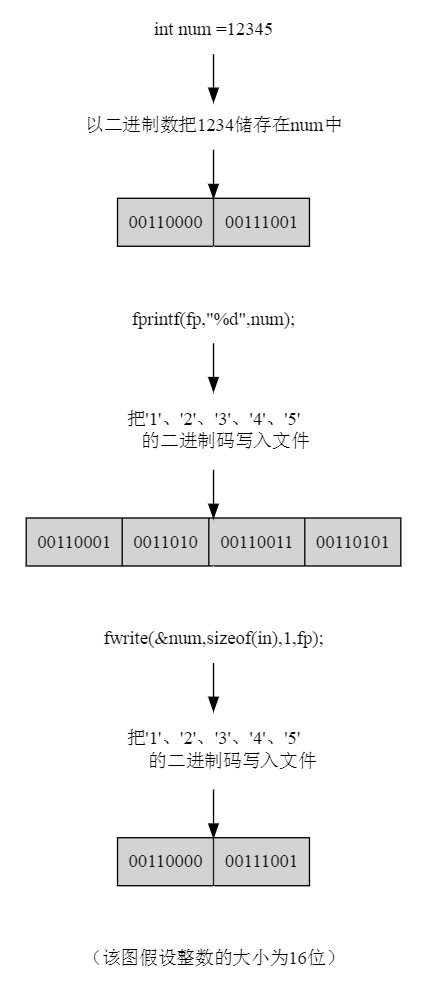 int num =12345
以二进制数把1234储存在num中
00110000 00111001
fprintf(fp,"%d",num);
把'1'、'2'、'3'、'4'、'5'
的二进制码写入文件
00110001 0011010 00110011 00110101
fwrite(&num,sizeof(in),1,fp);
把'1'、'2'、'3'、'4'、'5'
的二进制码写入文件
00110000 00111001
（该图假设整数的大小为16位）